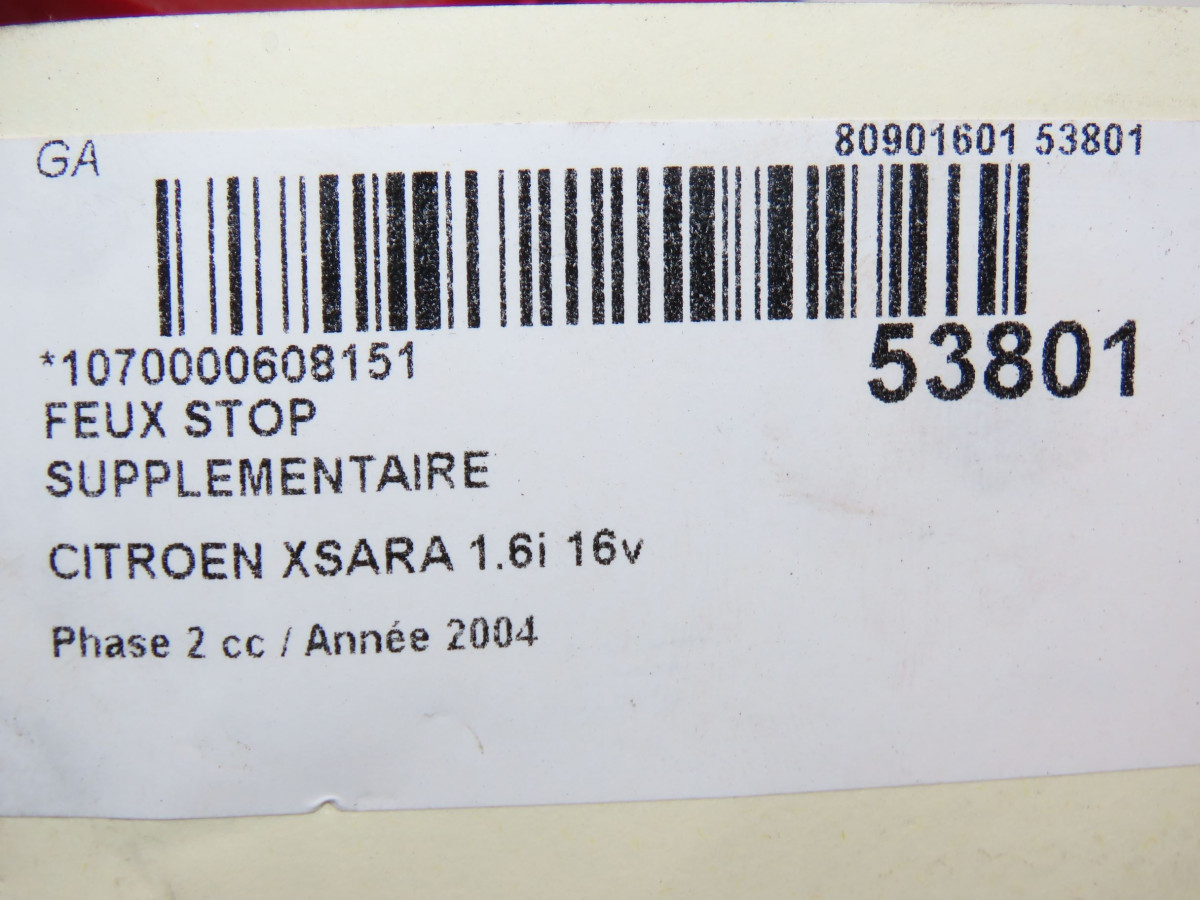 GA
80901601 53801
53801
*1070000608151
FEUX STOP
SUPPLEMENTAIRE
CITROEN XSARA 1.6i 16v
Phase 2 cc / Année 2004